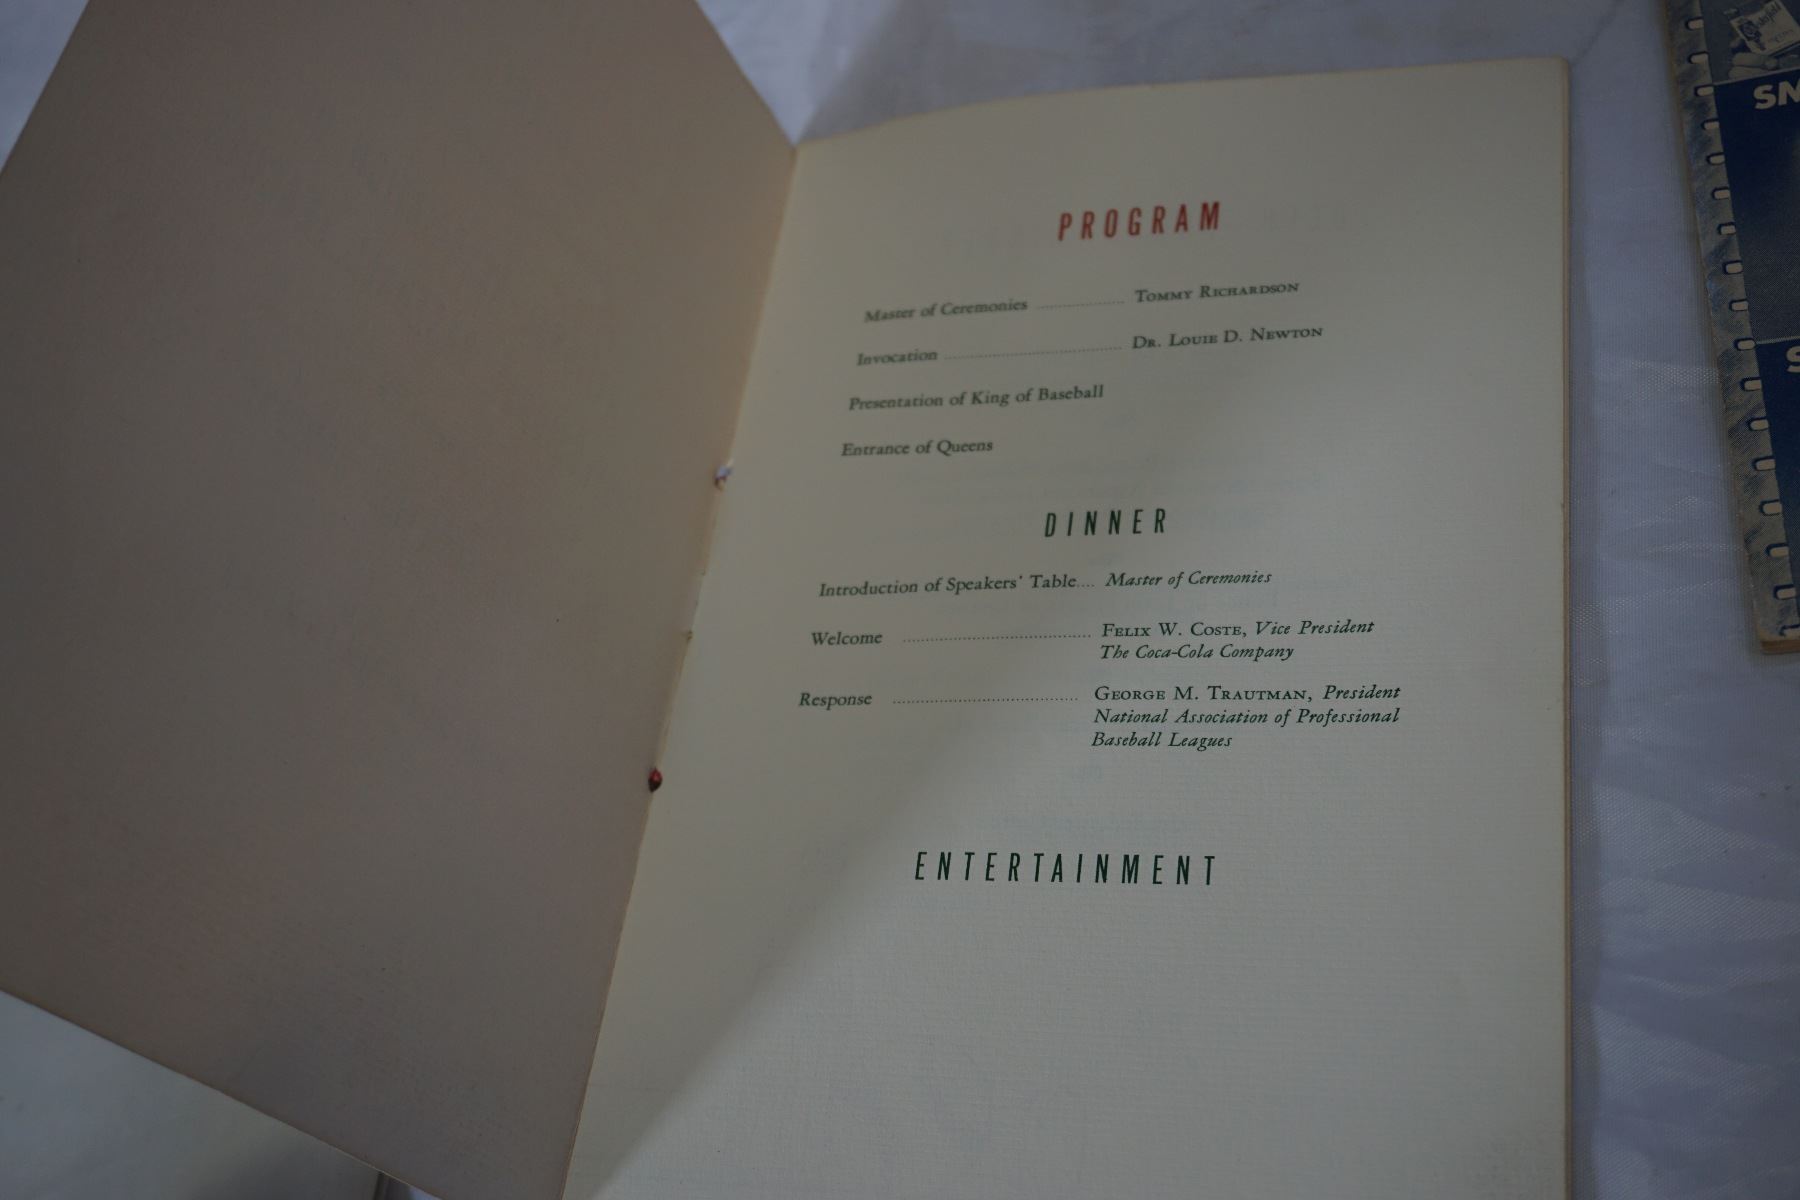 PROGRAM
Master of Ceremonies .................... TOMMY RICHARDSON
Invocation ........................................ DR. LOUIE D. NEWTON
Presentation of King of Baseball
Entrance of Queens
DINNER
Introduction of Speakers' Table.... Master of Ceremonies
Welcome .......................................... FELIX W. COSTE, Vice President
The Coca-Cola Company
Response .......................................... GEORGE M. TRAUTMAN, President
National Association of Professional
Baseball Leagues
ENTERTAINMENT